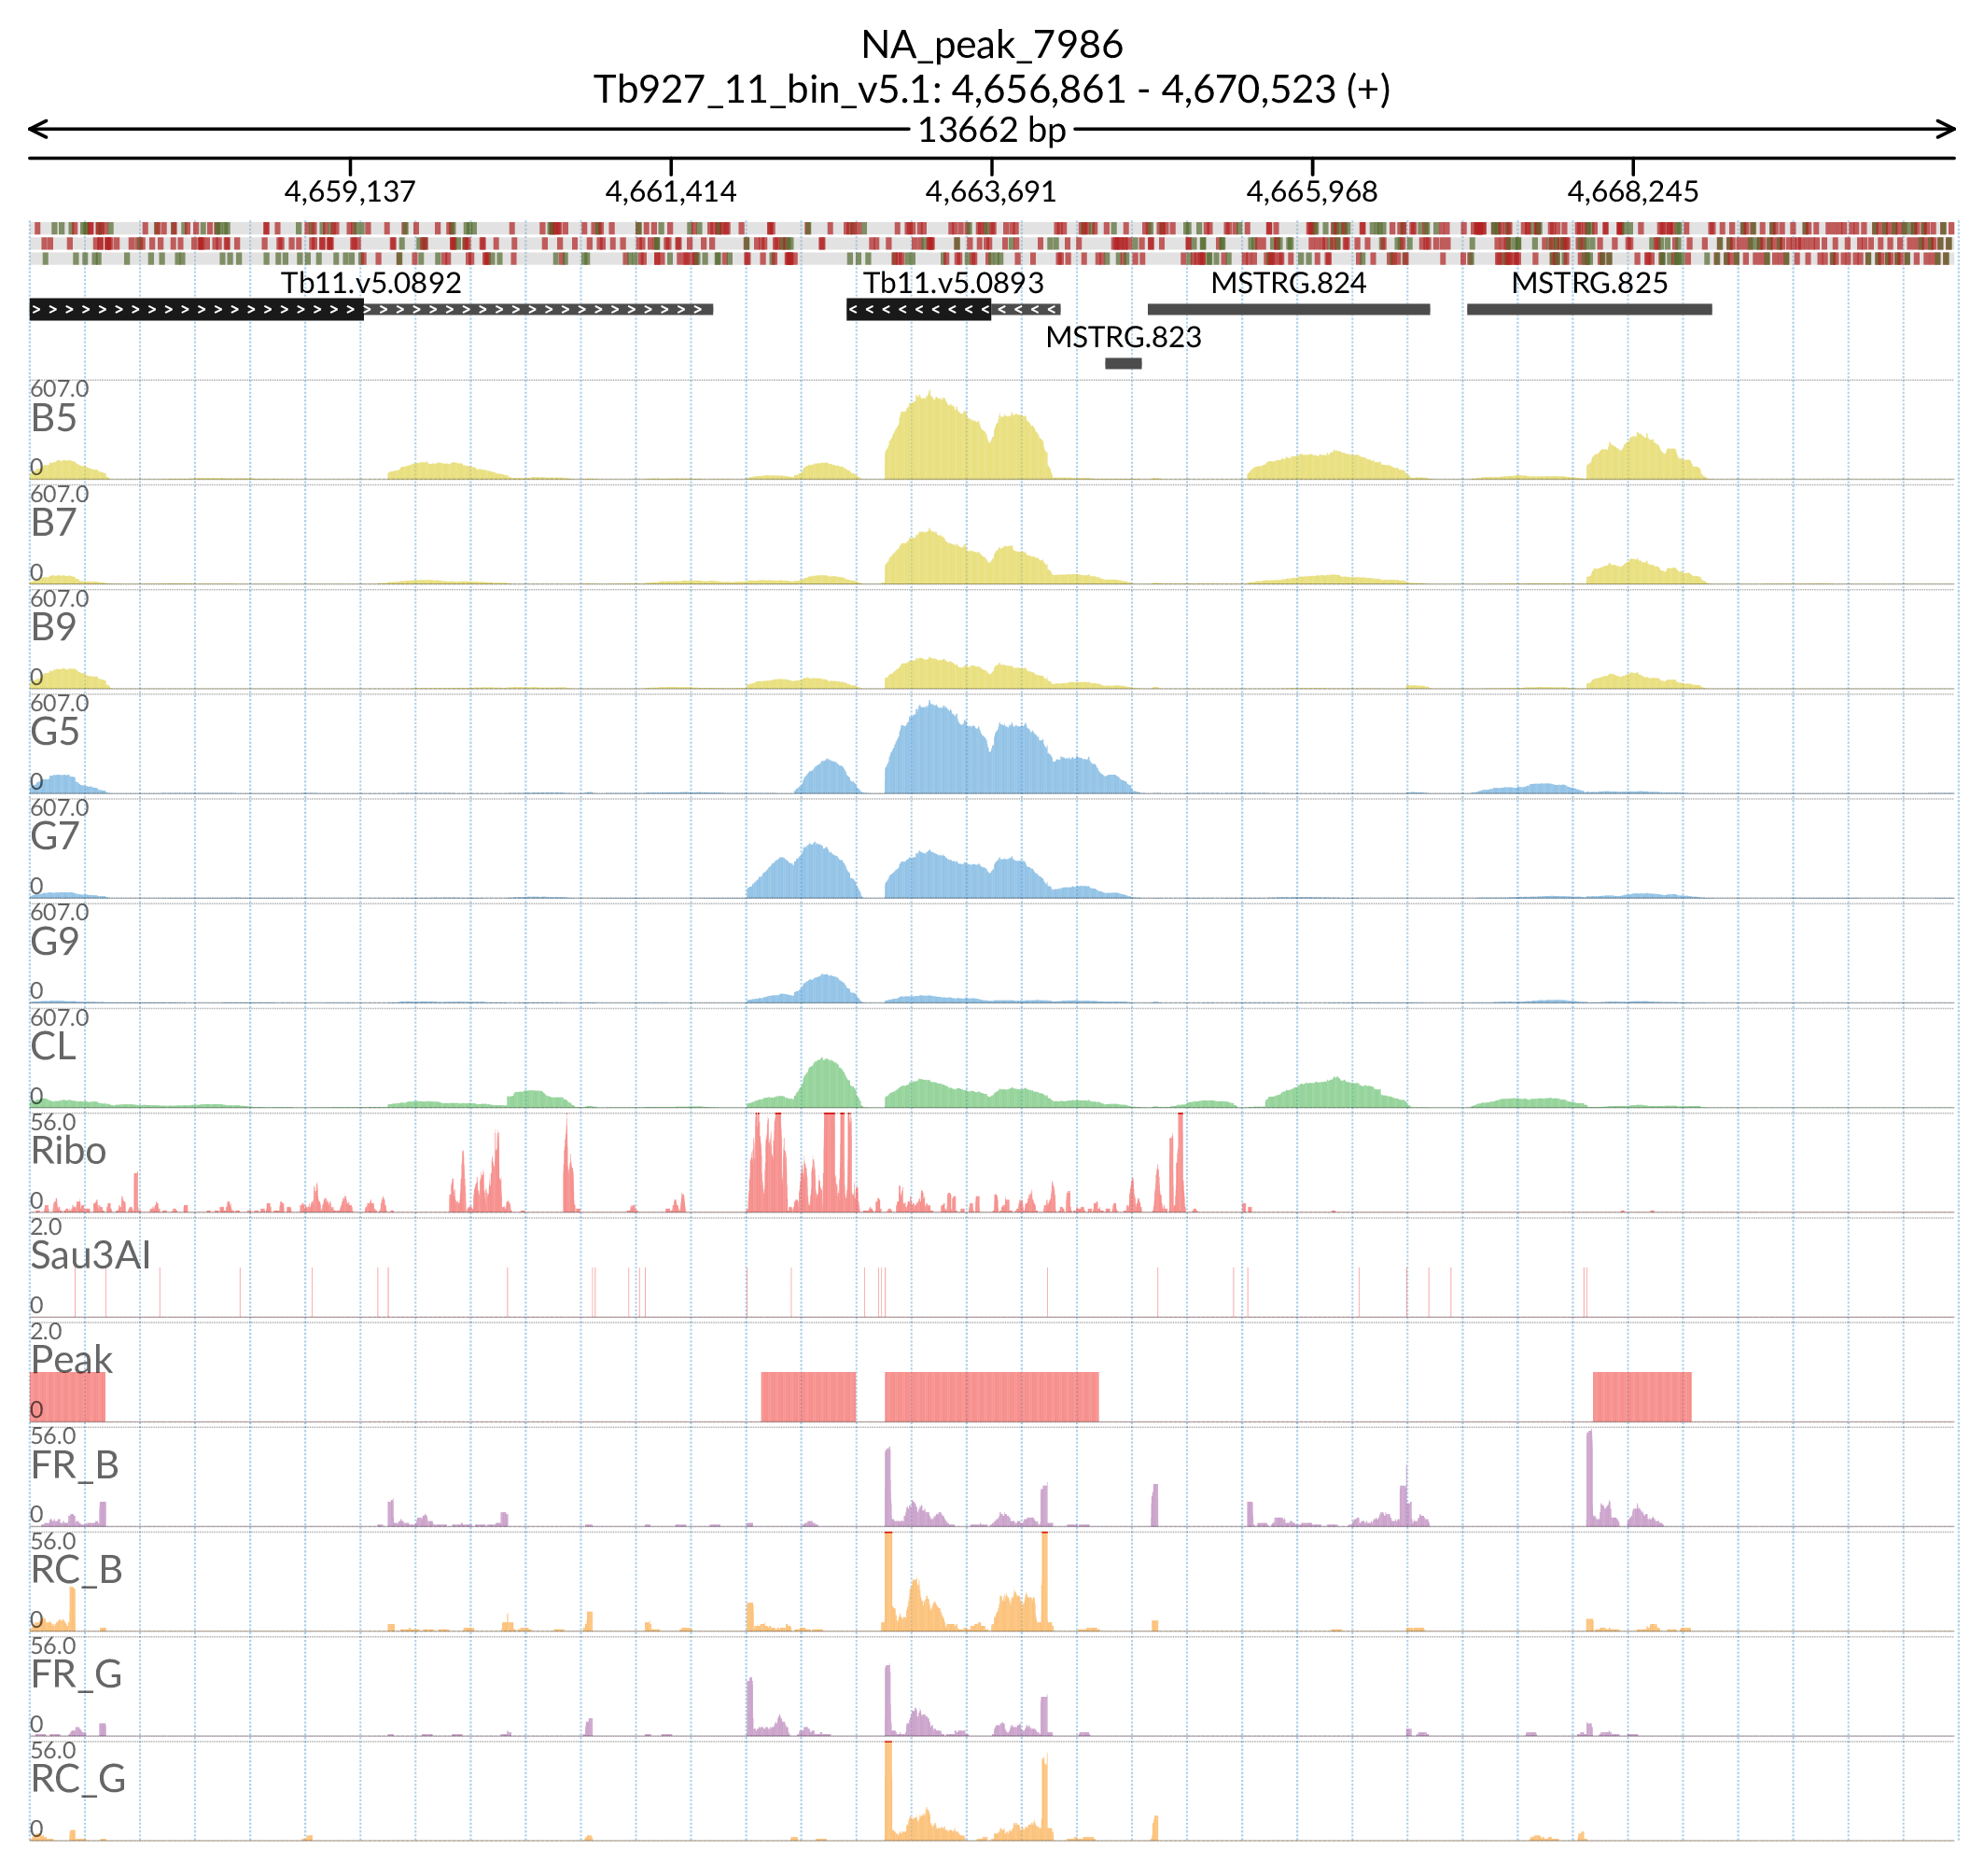 NA_peak_7986
Tb927_11_bin_v5.1: 4,656,861 - 4,670,523 (+)
13662 bp
4,659,137 4,661,414 4,663,691 4,665,968 4,668,245
Tb11.v5.0892 Tb11.v5.0893 MSTRG.824 MSTRG.825
MSTRG.823
607.0
B5
0
607.0
B7
0
607.0
B9
0
607.0
G5
0
607.0
G7
0
607.0
G9
0
607.0
CL
0
56.0
Ribo
0
2.0
Sau3AI
0
2.0
Peak
0
56.0
FR_B
0
56.0
RC_B
0
56.0
FR_G
0
56.0
RC_G
0